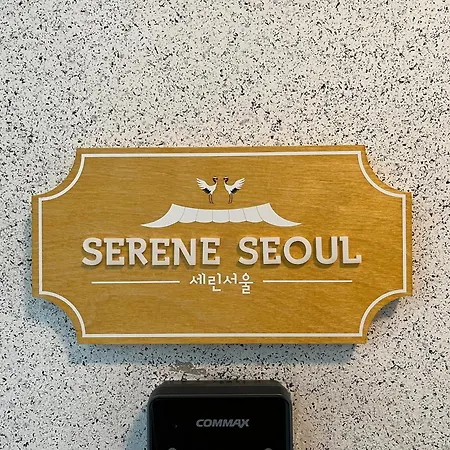 SERENE SEOUL
세린서울
COMMAX